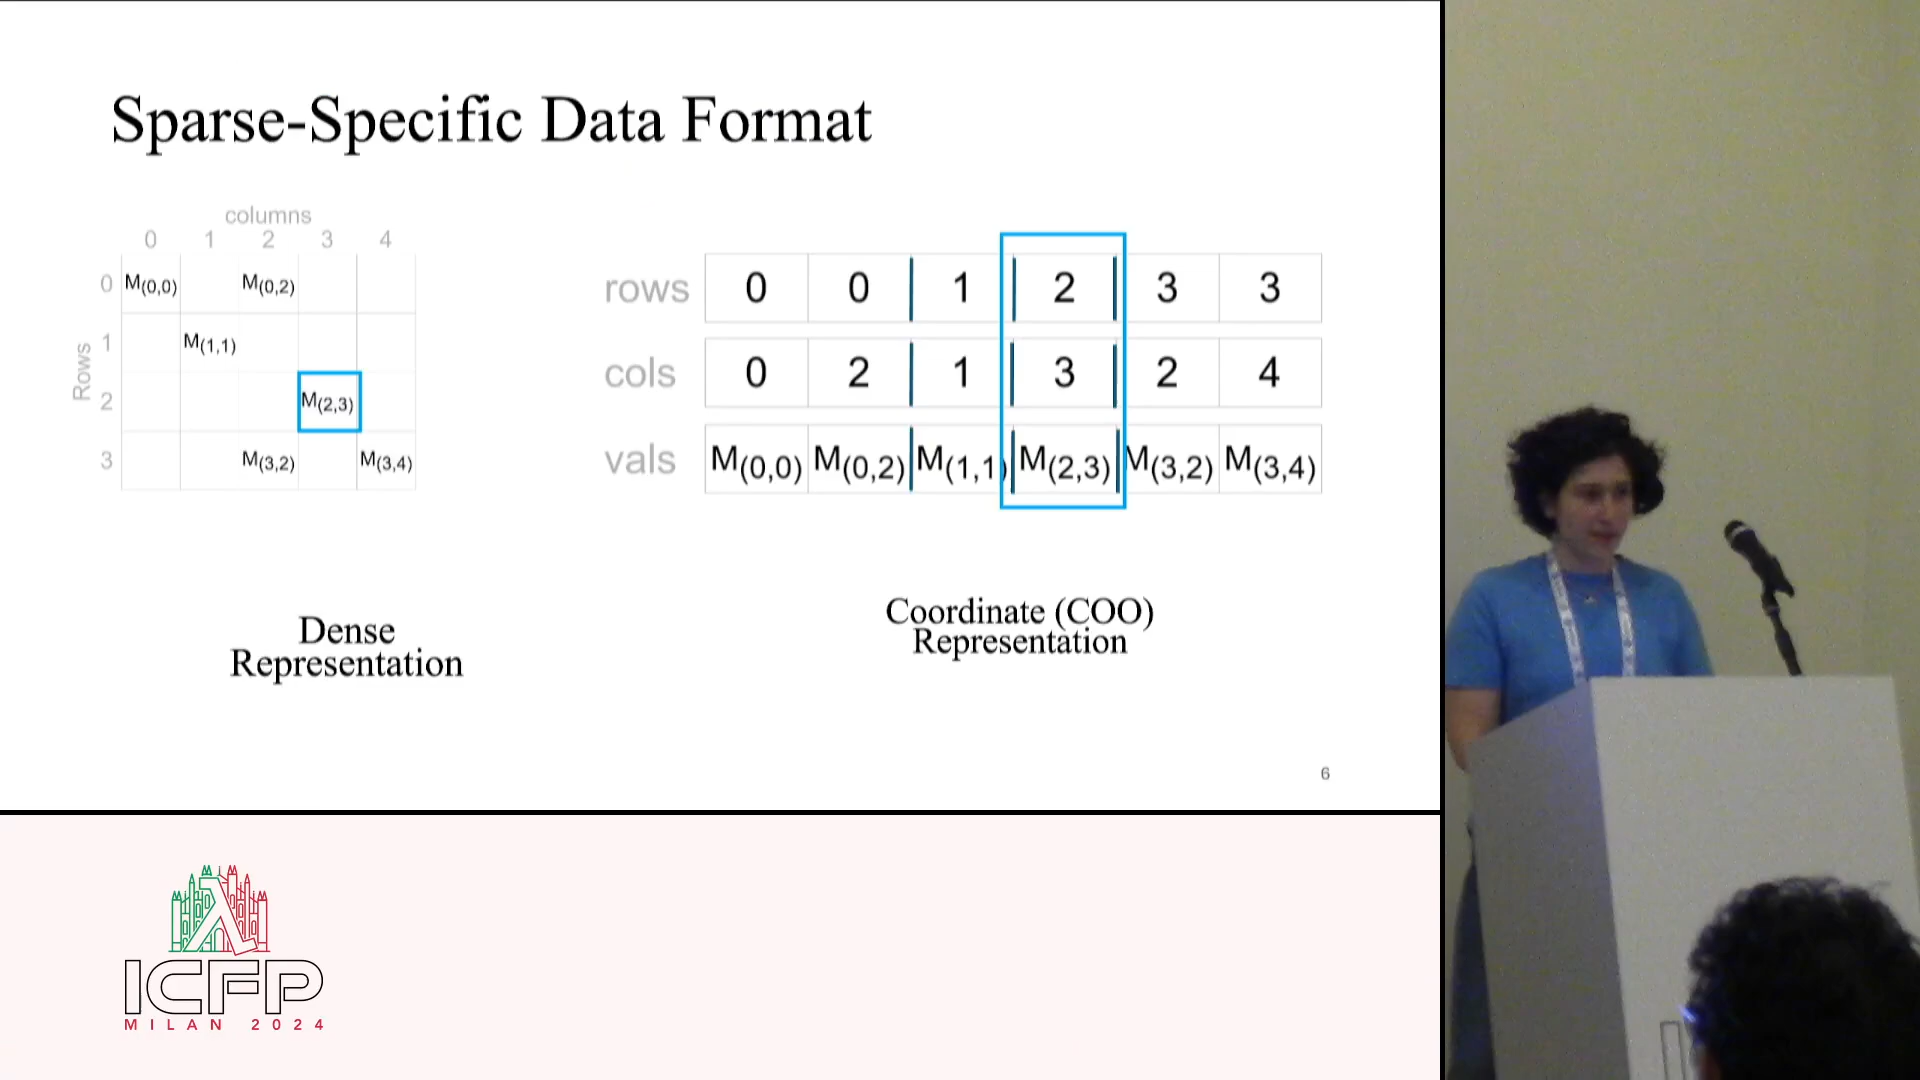 Sparse-Specific Data Format
columns
0 1 2 3 4
Rows
0 M(0,0) M(0,2)
1 M(1,1)
2 M(2,3)
3 M(3,2) M(3,4)
Dense
Representation
rows 0 0 1 2 3 3
cols 0 2 1 3 2 4
vals M(0,0) M(0,2) M(1,1) M(2,3) M(3,2) M(3,4)
Coordinate (COO)
Representation
6
ICFP
MILAN 2024